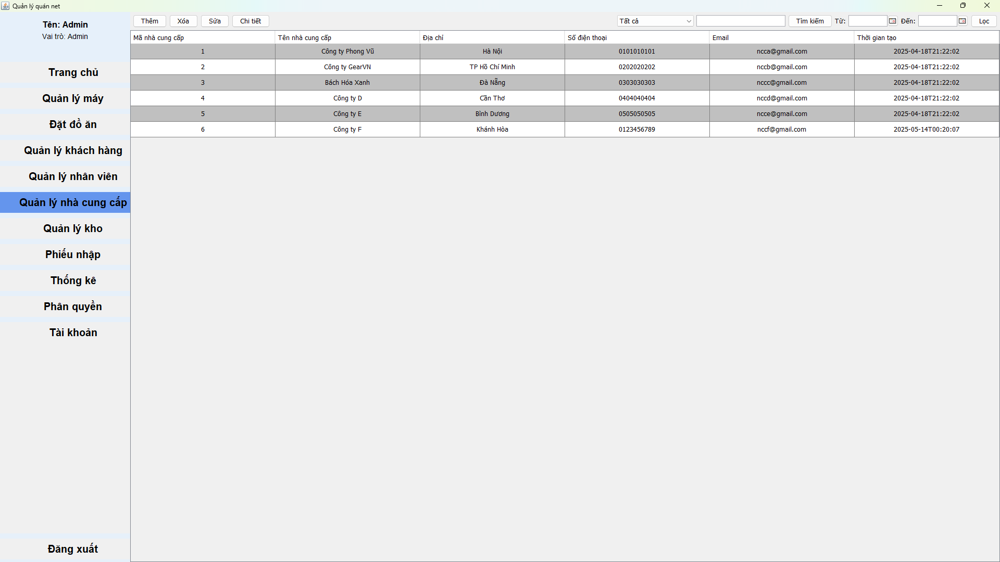 Quản lý quán net
Tên: Admin
Vai trò: Admin
Trang chủ
Quản lý máy
Đặt đồ ăn
Quản lý khách hàng
Quản lý nhân viên
Quản lý nhà cung cấp
Quản lý kho
Phiếu nhập
Thống kê
Phân quyền
Tài khoản
Đăng xuất
Thêm Xóa Sửa Chi tiết Tất cả Tìm kiếm Từ: Đến: Lọc
Mã nhà cung cấp Tên nhà cung cấp Địa chỉ Số điện thoại Email Thời gian tạo
1 Công ty Phong Vũ Hà Nội 0101010101 ncca@gmail.com 2025-04-18T21:22:02
2 Công ty GearVN TP Hồ Chí Minh 0202020202 nccb@gmail.com 2025-04-18T21:22:02
3 Bách Hóa Xanh Đà Nẵng 0303030303 nccc@gmail.com 2025-04-18T21:22:02
4 Công ty D Cần Thơ 0404040404 nccd@gmail.com 2025-04-18T21:22:02
5 Công ty E Bình Dương 0505050505 ncce@gmail.com 2025-04-18T21:22:02
6 Công ty F Khánh Hòa 0123456789 nccf@gmail.com 2025-05-14T00:20:07